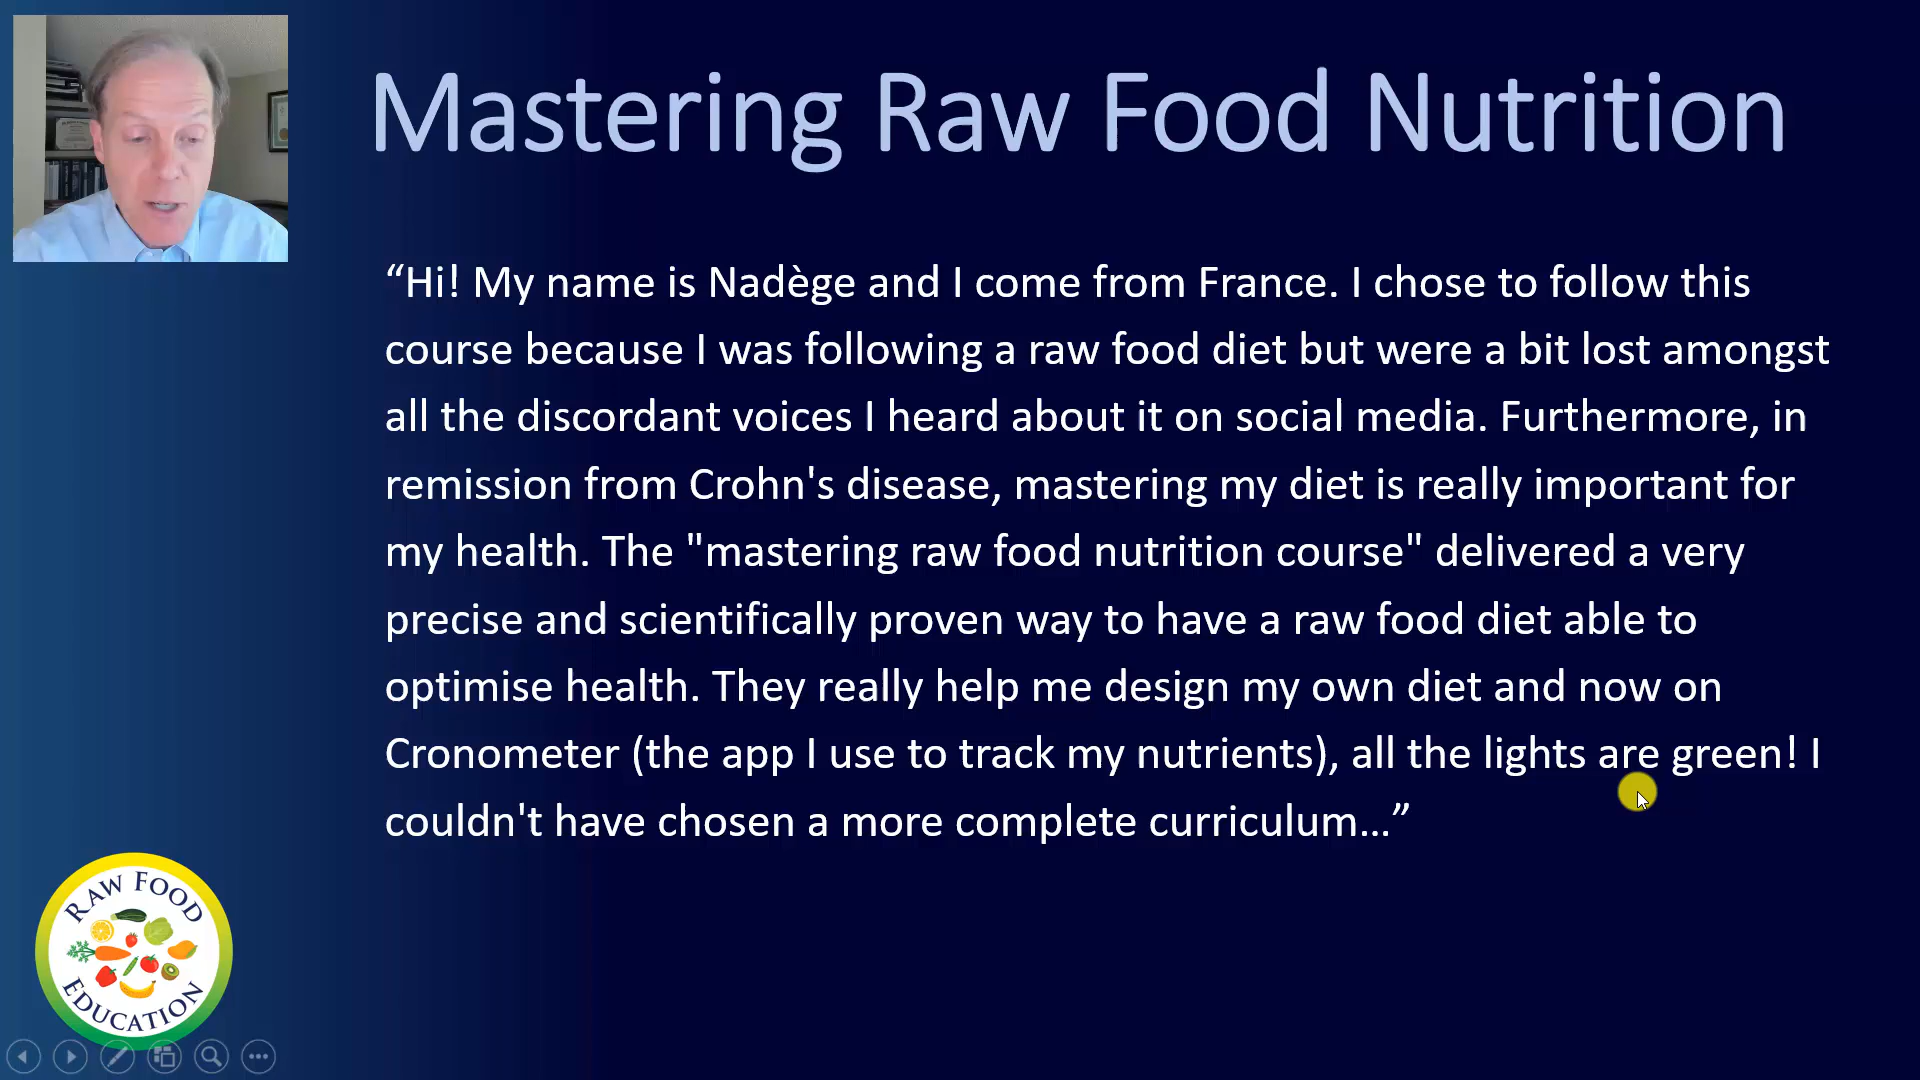 Mastering Raw Food Nutrition
“Hi! My name is Nadège and I come from France. I chose to follow this
course because I was following a raw food diet but were a bit lost amongst
all the discordant voices I heard about it on social media. Furthermore, in
remission from Crohn's disease, mastering my diet is really important for
my health. The "mastering raw food nutrition course" delivered a very
precise and scientifically proven way to have a raw food diet able to
optimise health. They really help me design my own diet and now on
Cronometer (the app I use to track my nutrients), all the lights are green! I
couldn't have chosen a more complete curriculum...”
RAW FOOD
EDUCATION